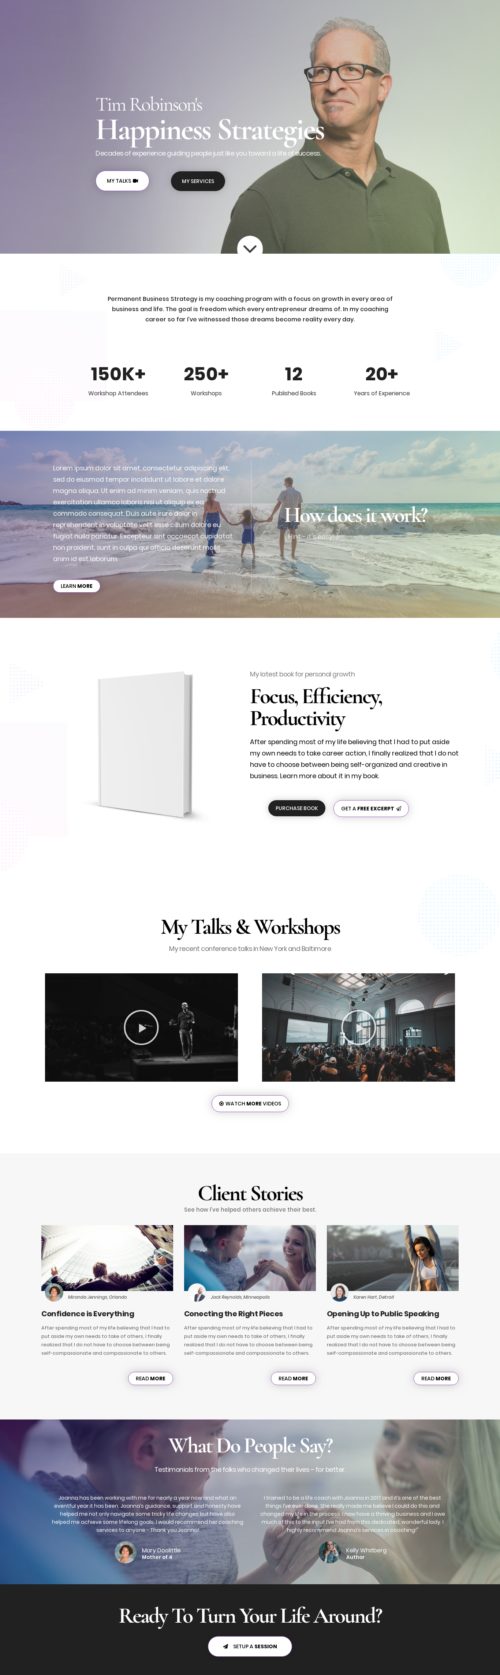 Tim Robinson's
Happiness Strategies
Decades of experience guiding people just like you toward a life of success.
MY TALKS
MY SERVICES
Permanent Business Strategy is my coaching program with a focus on growth in every area of
business and life. The goal is freedom which every entrepreneur dreams of. In my coaching
career so far I've witnessed those dreams become reality every day.
150K+
250+
12
20+
Workshop Attendees
Workshops
Published Books
Years of Experience
Lorem ipsum dolor sit amet, consectetur adipiscing elit,
sed do eiusmod tempor incididunt ut labore et dolore
magna aliqua. Ut enim ad minim veniam, quis nostrud
exercitation ullamco laboris nisi ut aliquip ex ea
commodo consequat. Duis aute irure dolor in
reprehenderit in voluptate velit esse cillum dolore eu
fugiat nulla pariatur. Excepteur sint occaecat cupidatat
non proident, sunt in culpa qui officia deserunt mollit
anim id est laborum.
LEARN MORE
How does it work?
My latest book for personal growth
Focus, Efficiency,
Productivity
After spending most of my life believing that I had to put aside
my own needs to take career action, I finally realized that I do not
have to choose between being self-organized and creative in
business. Learn more about it in my book.
PURCHASE BOOK
GET A FREE EXCERPT
My Talks & Workshops
My recent conference talks in New York and Baltimore
WATCH MORE VIDEOS
Client Stories
See how I've helped others achieve their best.
Miranda Jennings, Orlando
Confidence is Everything
After spending most of my life believing that I had to
put aside my own needs to take of others, I finally
realized that I do not have to choose between being
self-compassionate and compassionate to others.
READ MORE
Joot Reynolds, Minneapolis
Conecting the Right Pieces
After spending most of my life believing that I had to
put aside my own needs to take of others, I finally
realized that I do not have to choose between being
self-compassionate and compassionate to others.
READ MORE
Karen Hart, Detroit
Opening Up to Public Speaking
After spending most of my life believing that I had to
put aside my own needs to take of others, I finally
realized that I do not have to choose between being
self-compassionate and compassionate to others.
READ MORE
What Do People Say?
Testimonials from the folks who changed their lives - for better.
Joanna has been working with me for nearly a year now and what an
eventful year it has been. Joanna's guidance, support and honesty have
helped me not only navigate some tricky life changes but have also
helped me achieve some lifelong goals. I would recommend her coaching
services to anyone - Thank you Joanna!
Mary Doolittle
Mother of 4
I trained to be a life coach with Joanna in 2017 and it's one of the best
things I've ever done. She really made me believe I could do this and
changed my life in the process. I now have a thriving business and I owe
much of this to the input I've had from this dedicated, wonderful lady. I
highly recommend Joanna's services in coaching!"
Kelly Whitberg
Author
Ready To Turn Your Life Around?
SETUP A SESSION